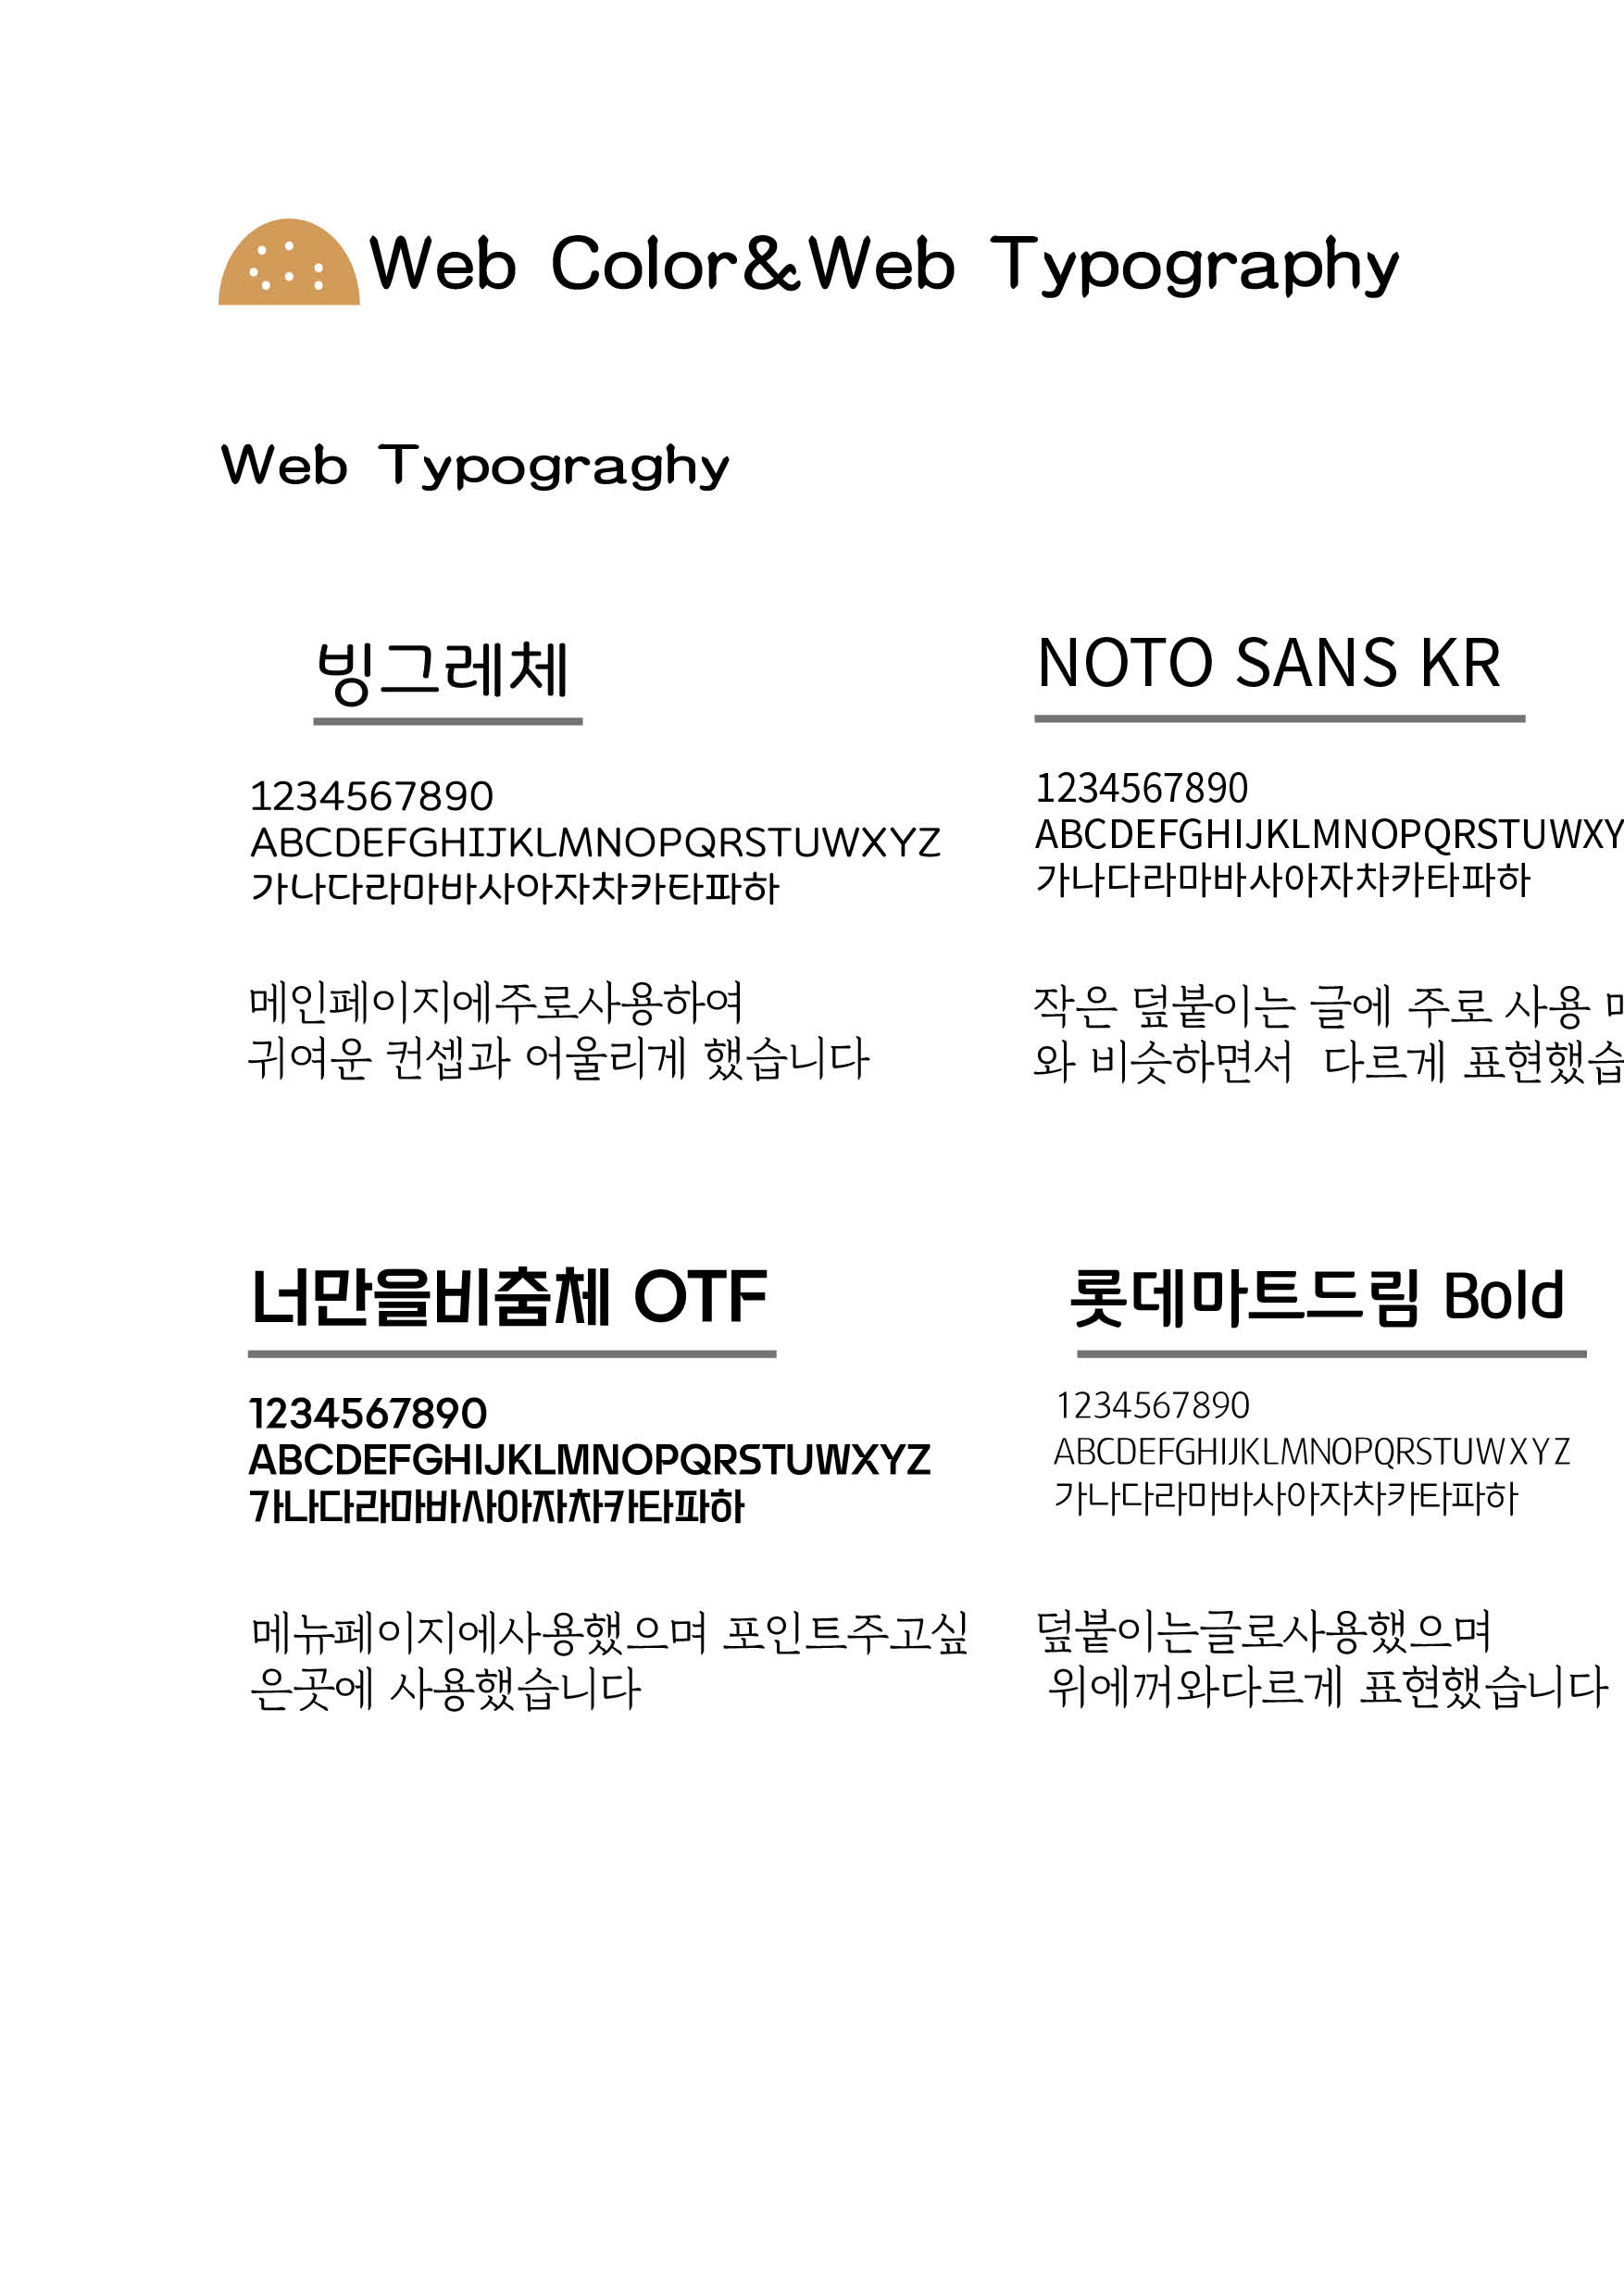 Web Color&Web Typography
Web Typograghy
빙그레체
1234567890
ABCDEFGHIJKLMNOPQRSTUWXYZ
가나다라마바사아자차카타파하
메인페이지에주로사용하여
귀여운 컨셉과 어울리게 했습니다
NOTO SANS KR
1234567890
ABCDEFGHIJKLMNOPQRSTUWXY
가나다라마바사아자차카타파하
작은 덮붙이는 글에 주로 사용
와 비슷하면서 다르게 표현했습
너만을비춤체 OTF
1234567890
ABCDEFGHIJKLMNOPQRSTUWXYZ
가나다라마바사아자차카타파하
메뉴페이지에사용했으며 포인트주고싶
은곳에 사용했습니다
롯데마트드림 Bold
1234567890
ABCDEFGHIJKLMNOPQRSTUWXYZ
가나다라마바사아자차카타파하
덮붙이는글로사용했으며
위에꺼와다르게 표현했습니다